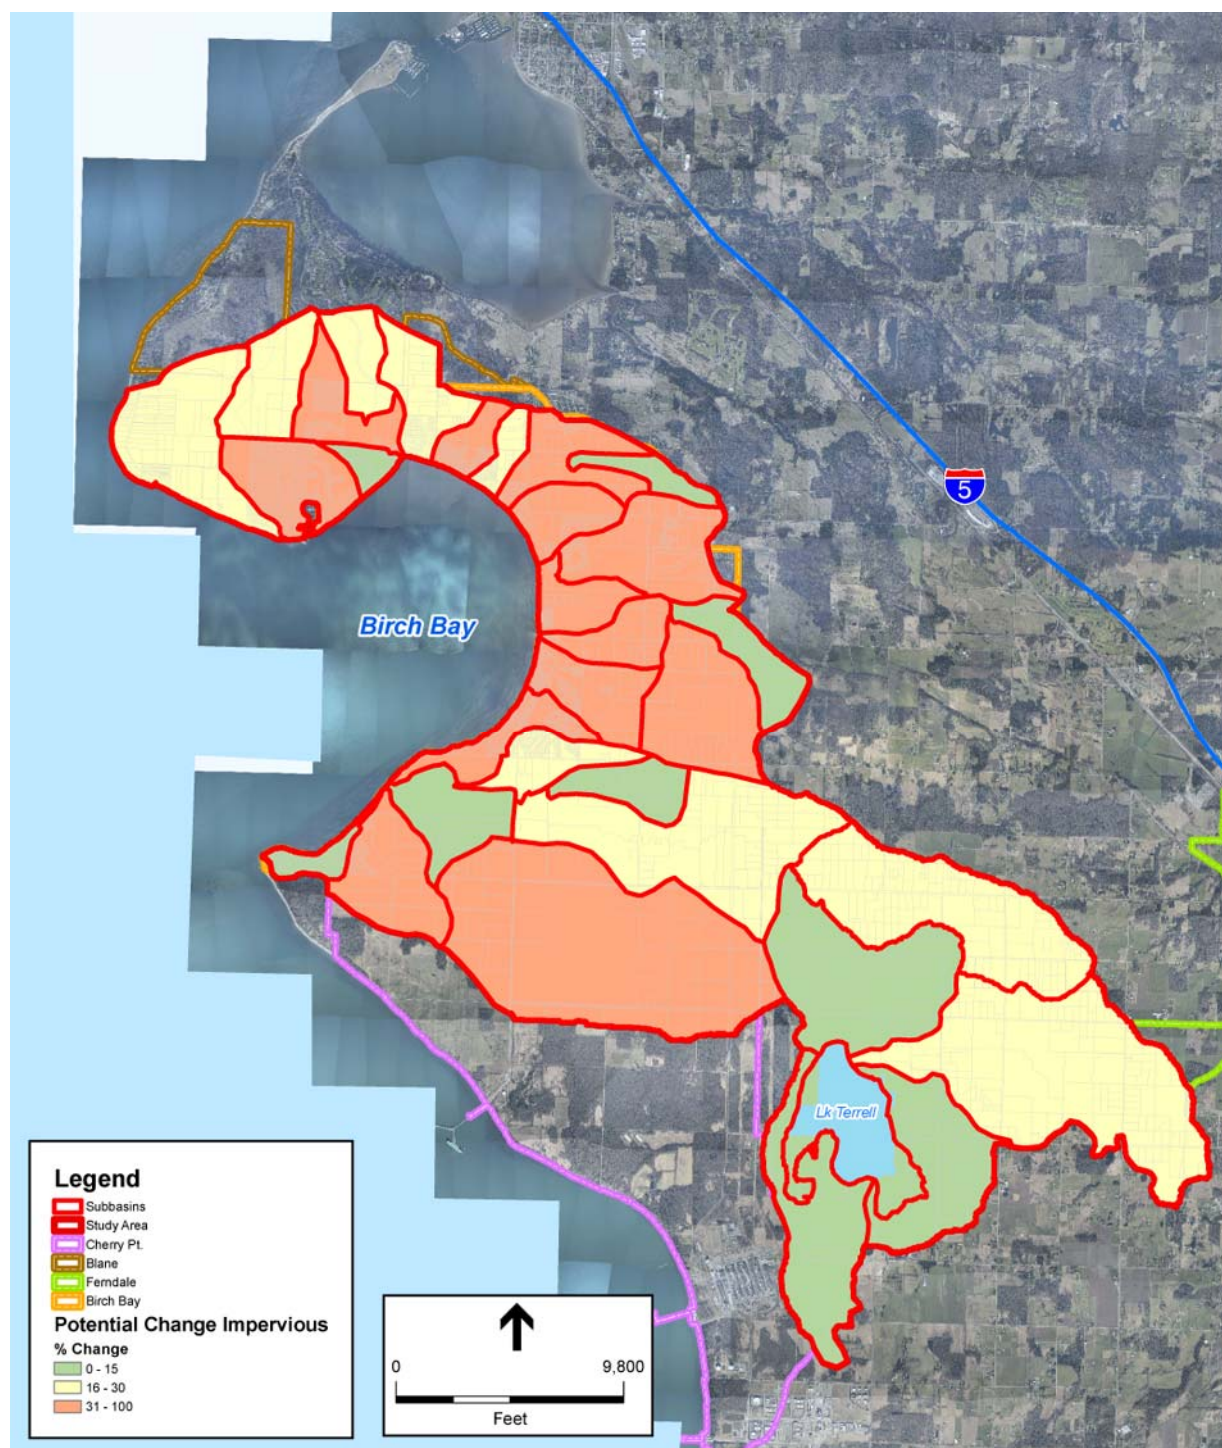 5
Birch Bay
Lk Terrell
Legend
Subbasins
Study Area
Cherry Pt.
Blane
Ferndale
Birch Bay
Potential Change Impervious
% Change
0 - 15
16 - 30
31 - 100
0 9,800
Feet